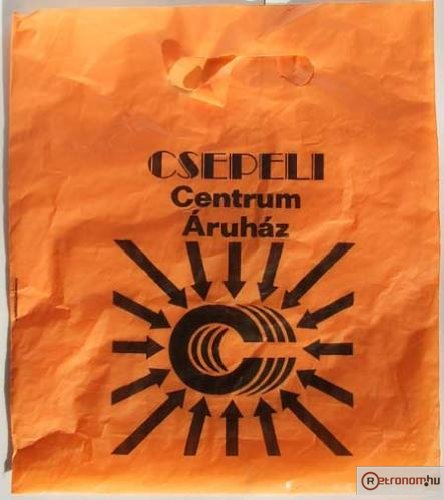 CSEPELI
Centrum
Áruház
C
Retronom.hu